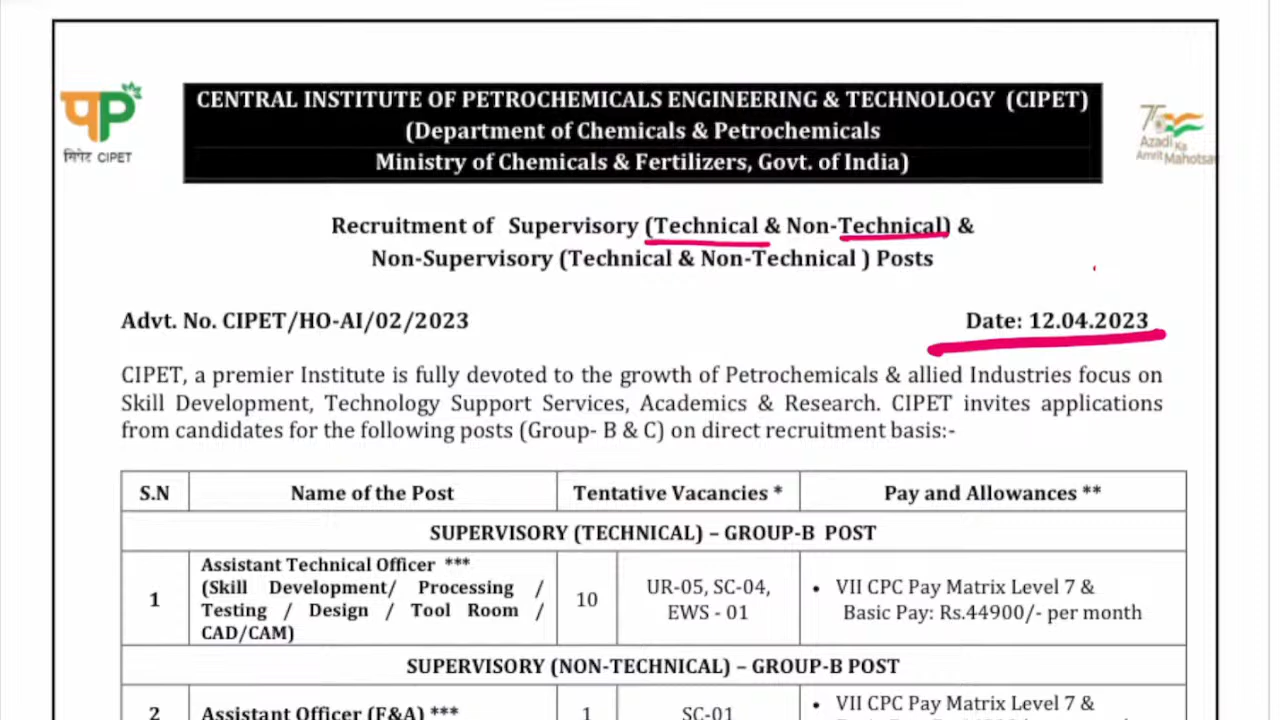 CENTRAL INSTITUTE OF PETROCHEMICALS ENGINEERING & TECHNOLOGY (CIPET)
(Department of Chemicals & Petrochemicals
Ministry of Chemicals & Fertilizers, Govt. of India)
सिपेट CIPET
75
Azadi Ka
Amrit Mahotsav
Recruitment of Supervisory (Technical & Non-Technical) &
Non-Supervisory (Technical & Non-Technical ) Posts
Advt. No. CIPET/HO-AI/02/2023 Date: 12.04.2023
CIPET, a premier Institute is fully devoted to the growth of Petrochemicals & allied Industries focus on
Skill Development, Technology Support Services, Academics & Research. CIPET invites applications
from candidates for the following posts (Group- B & C) on direct recruitment basis:-
S.N Name of the Post Tentative Vacancies * Pay and Allowances **
SUPERVISORY (TECHNICAL) – GROUP-B POST
1 Assistant Technical Officer ***
(Skill Development/ Processing /
Testing / Design / Tool Room /
CAD/CAM)
10
UR-05, SC-04,
EWS - 01
• VII CPC Pay Matrix Level 7 &
Basic Pay: Rs.44900/- per month
SUPERVISORY (NON-TECHNICAL) – GROUP-B POST
2 Assistant Officer (F&A) *** 1 SC-01
• VII CPC Pay Matrix Level 7 &